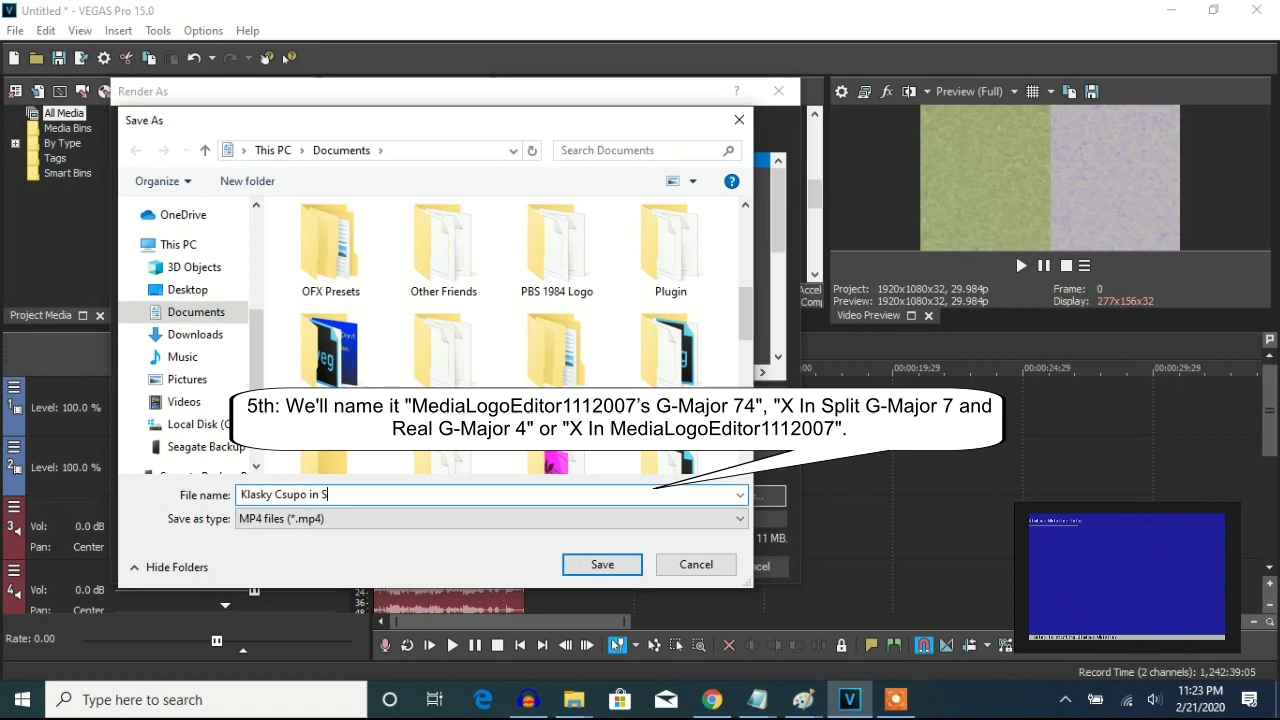 Untitled * - VEGAS Pro 15.0
File Edit View Insert Tools Options Help
Render As
Save As
This PC > Documents >
Search Documents
Organize
New folder
All Media
Media Bins
By Type
Tags
Smart Bins
OneDrive
This PC
3D Objects
Desktop
Documents
Downloads
Music
Pictures
Videos
Local Disk (C
Seagate Backup
OFX Presets
Other Friends
PBS 1984 Logo
Plugin
Preview (Full)
Project: 1920x1080x32, 29.984p
Frame: 0
Preview: 1920x1080x32, 29.984p
Display: 277x156x32
Video Preview
Accel
Comp
Project Media
00:00:19;29
00:00:24;29
00:00:29;29
Level: 100.0 %
Level: 100.0 %
5th: We'll name it "MediaLogoEditor1112007’s G-Major 74", "X In Split G-Major 7 and
Real G-Major 4" or "X In MediaLogoEditor1112007".
File name: Klasky Csupo in S
Save as type: MP4 files (*.mp4)
11 MB.
Save
Cancel
Hide Folders
Vol: 0.0 dB
Pan: Center
Vol: 0.0 dB
Pan: Center
Rate: 0.00
Record Time (2 channels): 1,242:39:05
Type here to search
11:23 PM
2/21/2020